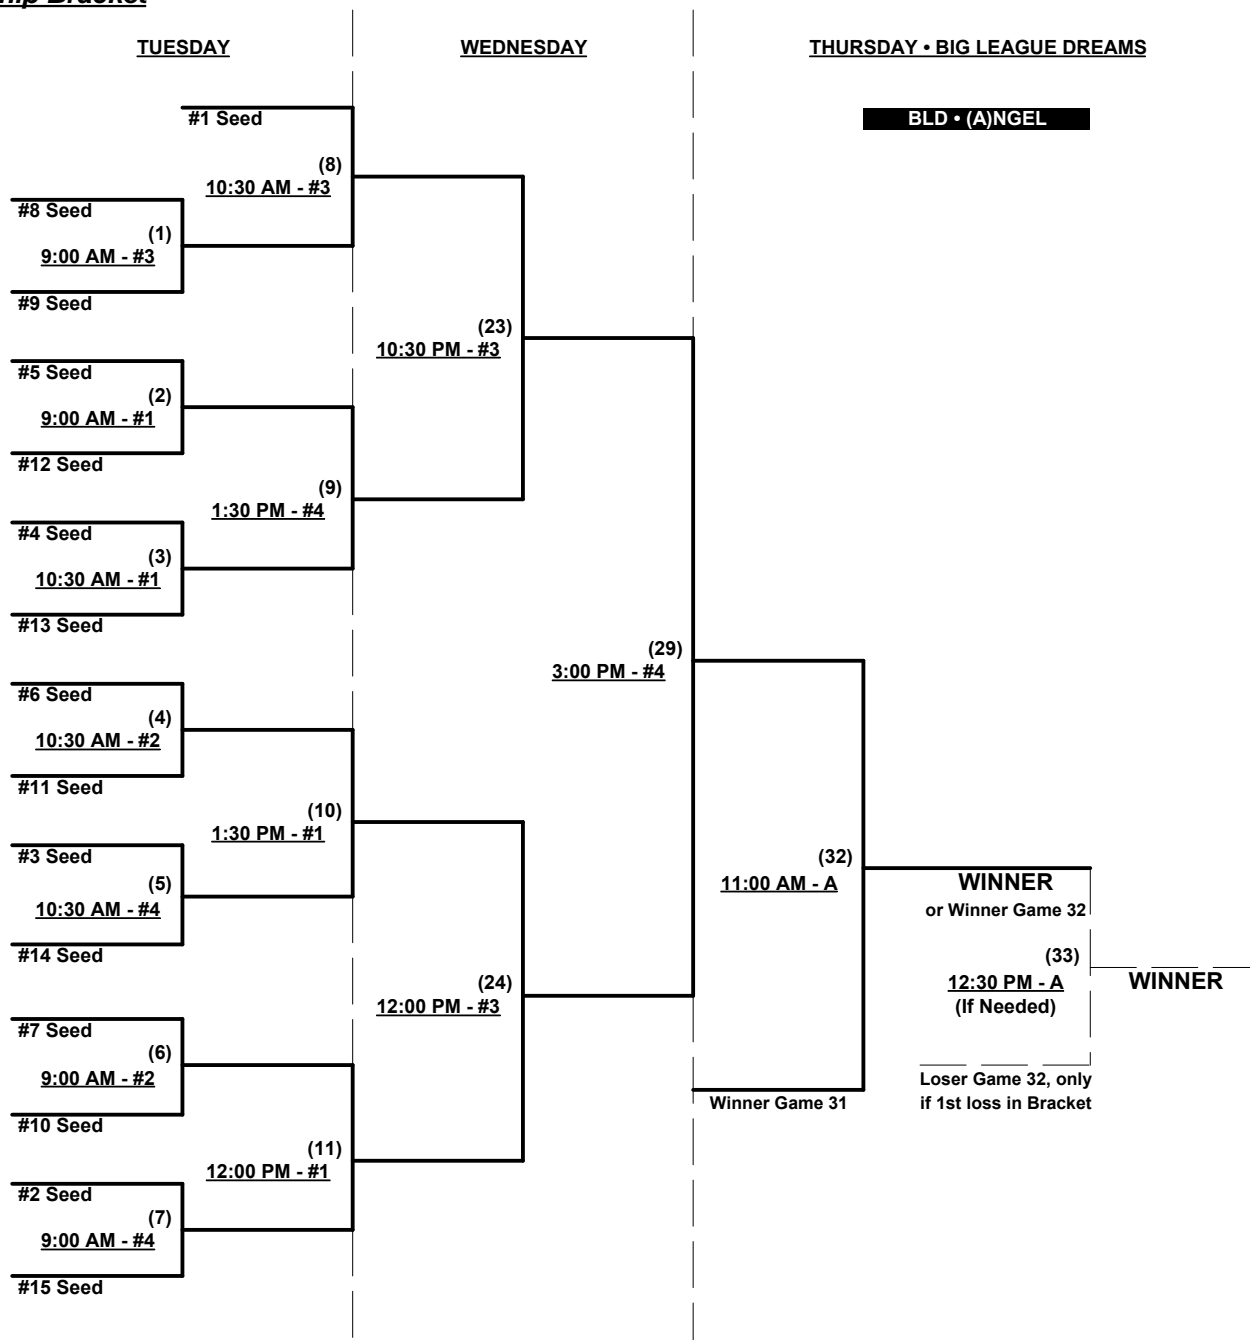 Bracket
TUESDAY
WEDNESDAY
THURSDAY • BIG LEAGUE DREAMS
#1 Seed
BLD • (A)NGEL
(8)
10:30 AM - #3
#8 Seed
(1)
9:00 AM - #3
#9 Seed
(23)
10:30 PM - #3
#5 Seed
(2)
9:00 AM - #1
#12 Seed
(9)
1:30 PM - #4
#4 Seed
(3)
10:30 AM - #1
#13 Seed
(29)
3:00 PM - #4
#6 Seed
(4)
10:30 AM - #2
#11 Seed
(10)
1:30 PM - #1
#3 Seed
(5)
10:30 AM - #4
#14 Seed
(32)
11:00 AM - A
WINNER
or Winner Game 32
(33)
12:30 PM - A
(If Needed)
WINNER
(24)
12:00 PM - #3
#7 Seed
(6)
9:00 AM - #2
#10 Seed
Winner Game 31
Loser Game 32, only
if 1st loss in Bracket
(11)
12:00 PM - #1
#2 Seed
(7)
9:00 AM - #4
#15 Seed